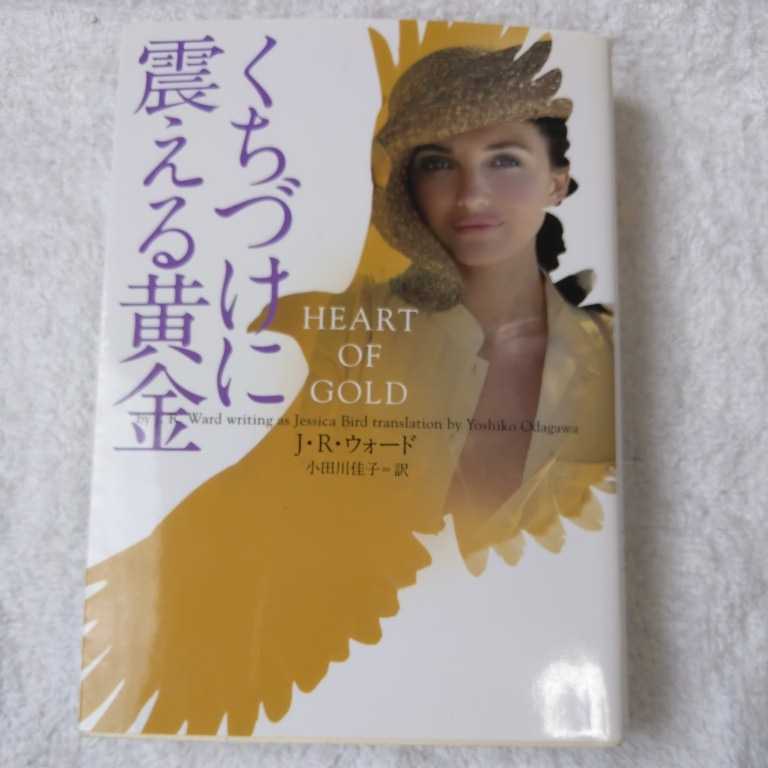 くちづけに
震える黄金
HEART
OF
GOLD
by J. R. Ward writing as Jessica Bird translation by Yoshiko Odagawa
J・R・ウォード
小田川佳子=訳